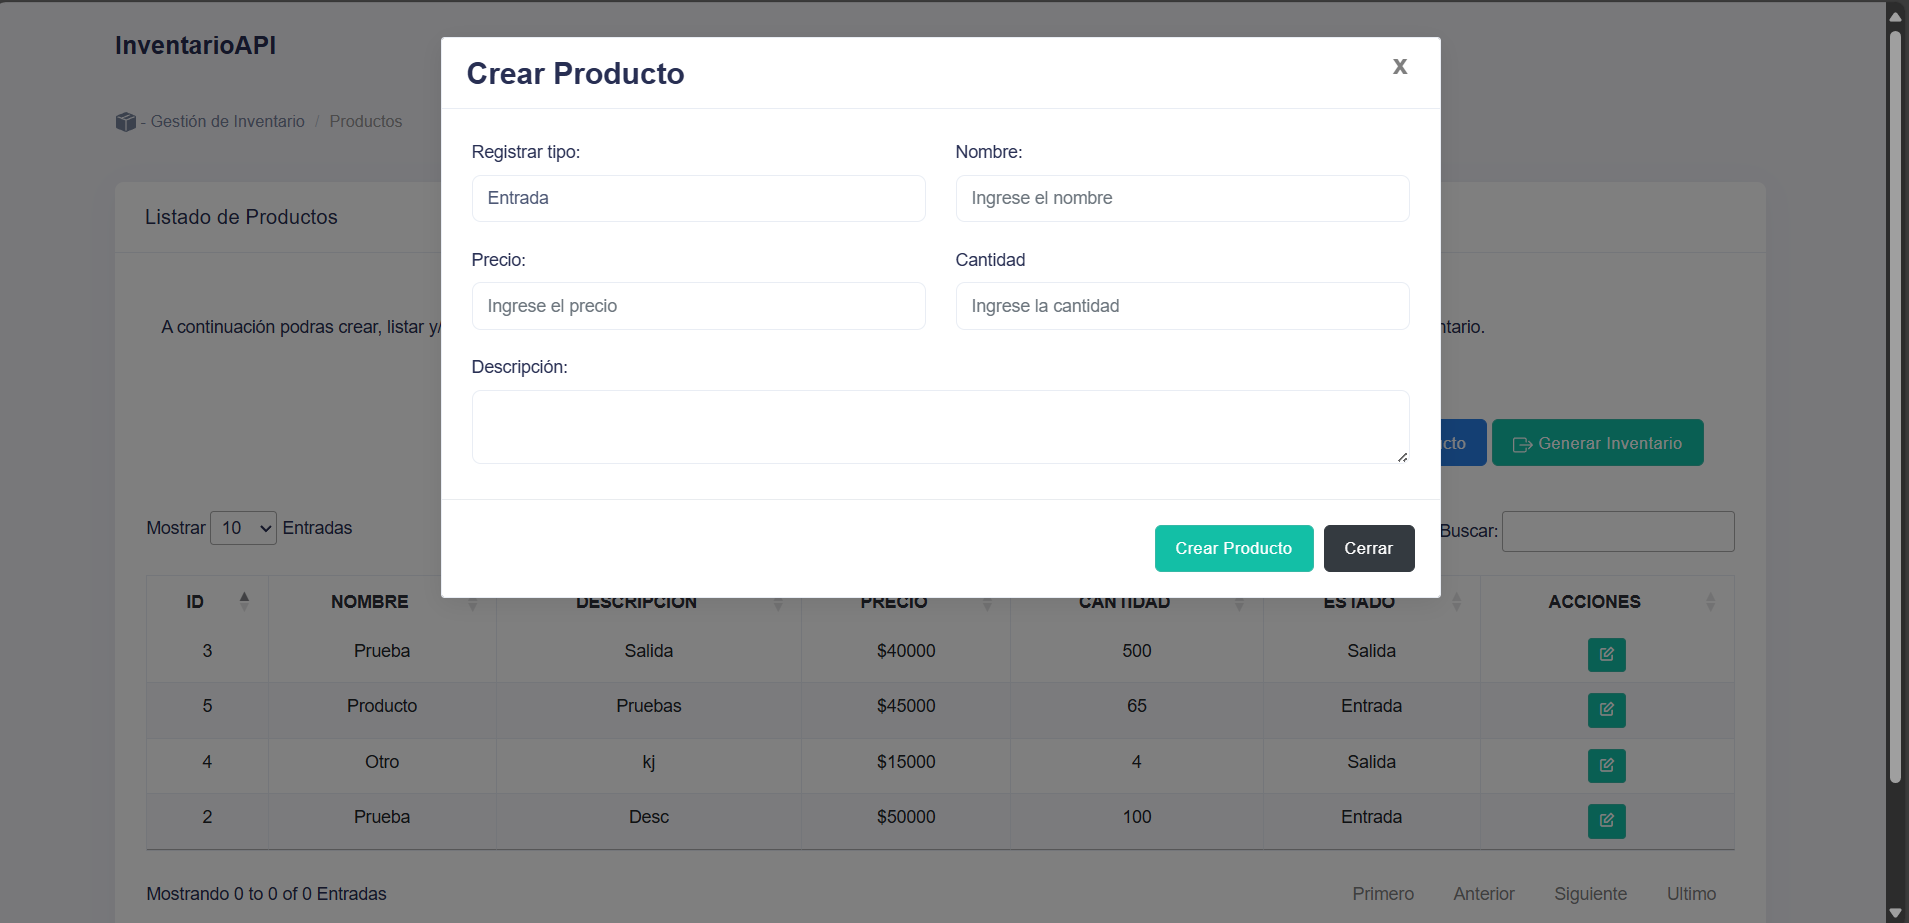 InventarioAPI
Crear Producto X
- Gestión de Inventario / Productos
Registrar tipo: Nombre:
Entrada Ingrese el nombre
Listado de Productos
Precio: Cantidad
Ingrese el precio Ingrese la cantidad
A continuación podras crear, listar y/
Descripción:
Generar Inventario
Crear Producto Cerrar
Mostrar 10 Entradas Buscar:
ID NOMBRE DESCRIPCIÓN PRECIO CANTIDAD ESTADO ACCIONES
3 Prueba Salida $40000 500 Salida
5 Producto Pruebas $45000 65 Entrada
4 Otro kj $15000 4 Salida
2 Prueba Desc $50000 100 Entrada
Mostrando 0 to 0 of 0 Entradas Primero Anterior Siguiente Ultimo